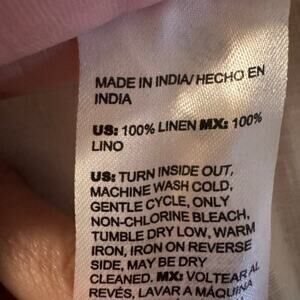 MADE IN INDIA/HECHO EN
INDIA
US: 100% LINEN MX: 100%
LINO
US: TURN INSIDE OUT,
MACHINE WASH COLD,
GENTLE CYCLE, ONLY
NON-CHLORINE BLEACH,
TUMBLE DRY LOW, WARM
IRON, IRON ON REVERSE
SIDE, MAY BE DRY
CLEANED. MX: VOLTEAR AL
REVÉS, LAVAR A MÁQUINA